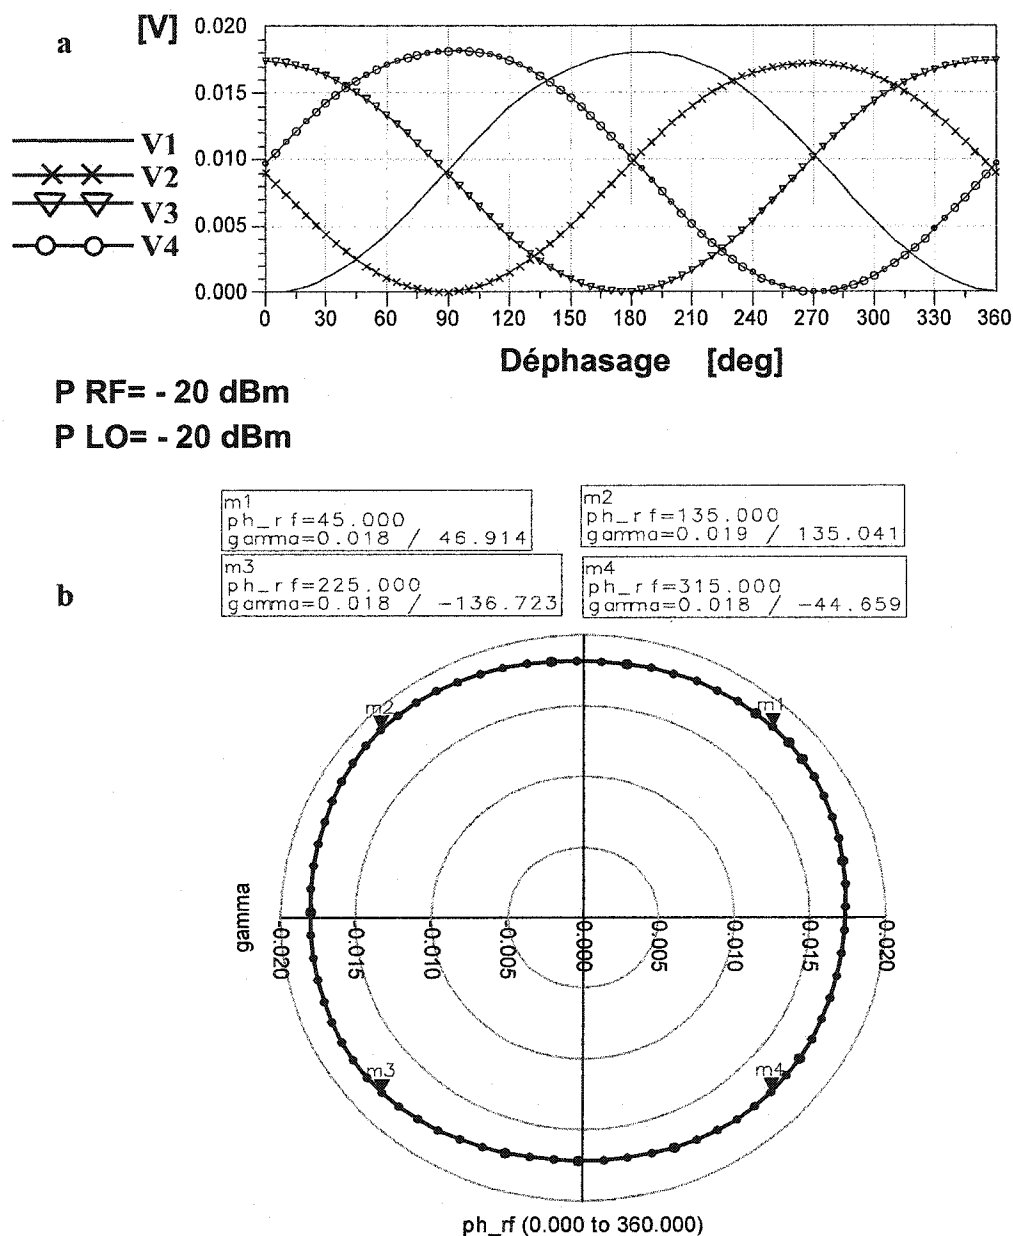 a
[V]
0.020
0.015
0.010
0.005
0.000
V1
V2
V3
V4
0 30 60 90 120 150 180 210 240 270 300 330 360
Déphasage [deg]
P RF= - 20 dBm
P LO= - 20 dBm
b
m1
ph_rf=45.000
gamma=0.018 / 46.914
m2
ph_rf=135.000
gamma=0.019 / 135.041
m3
ph_rf=225.000
gamma=0.018 / -136.723
m4
ph_rf=315.000
gamma=0.018 / -44.659
m2
m1
gamma
-0.020 -0.015 -0.010 -0.005 0.000 0.005 0.010 0.015 0.020
m3
m4
ph_rf (0.000 to 360.000)